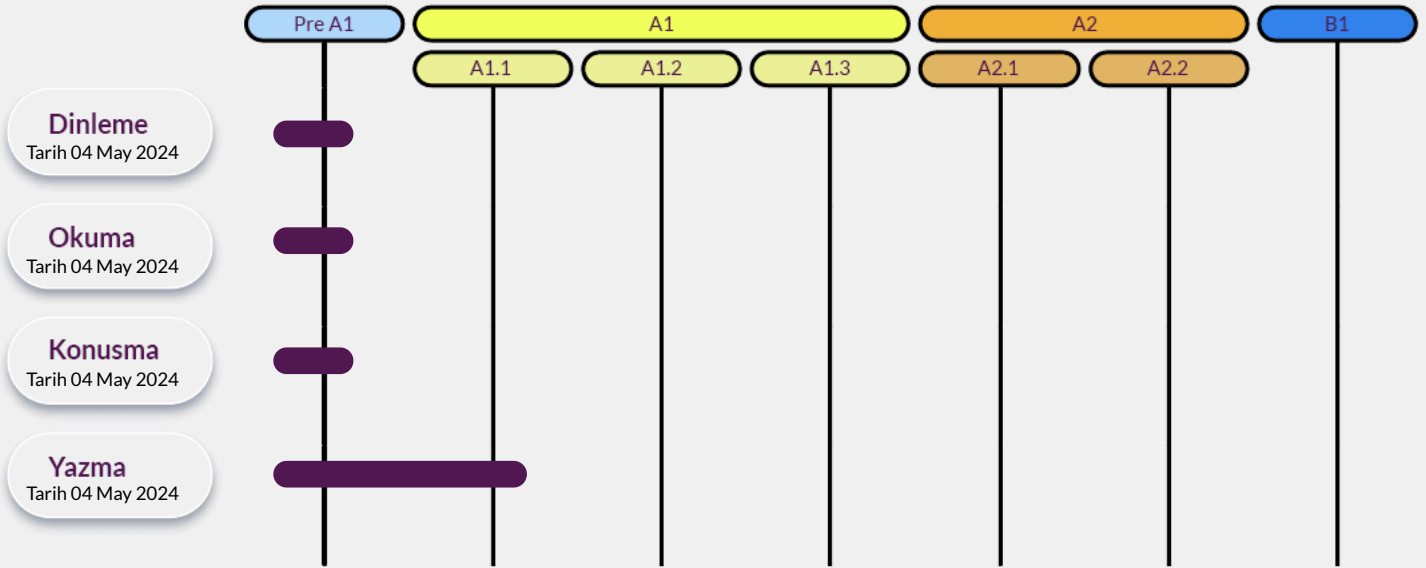 Pre A1
A1
A2
B1
A1.1
A1.2
A1.3
A2.1
A2.2
Dinleme
Tarih 04 May 2024
Okuma
Tarih 04 May 2024
Konusma
Tarih 04 May 2024
Yazma
Tarih 04 May 2024